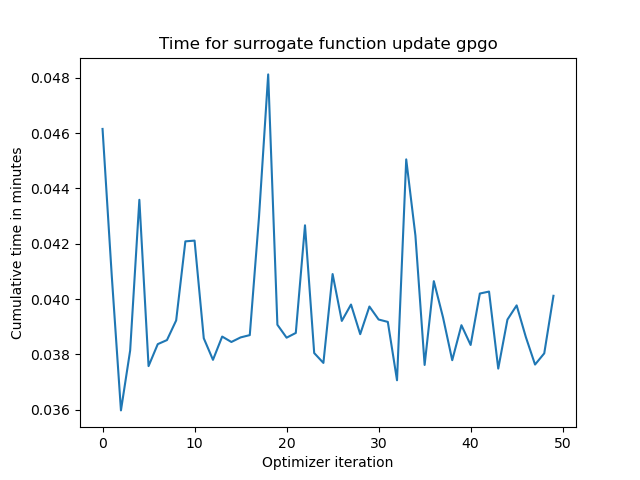 Time for surrogate function update gpgo
Cumulative time in minutes
0.048
0.046
0.044
0.042
0.040
0.038
0.036
0 10 20 30 40 50
Optimizer iteration